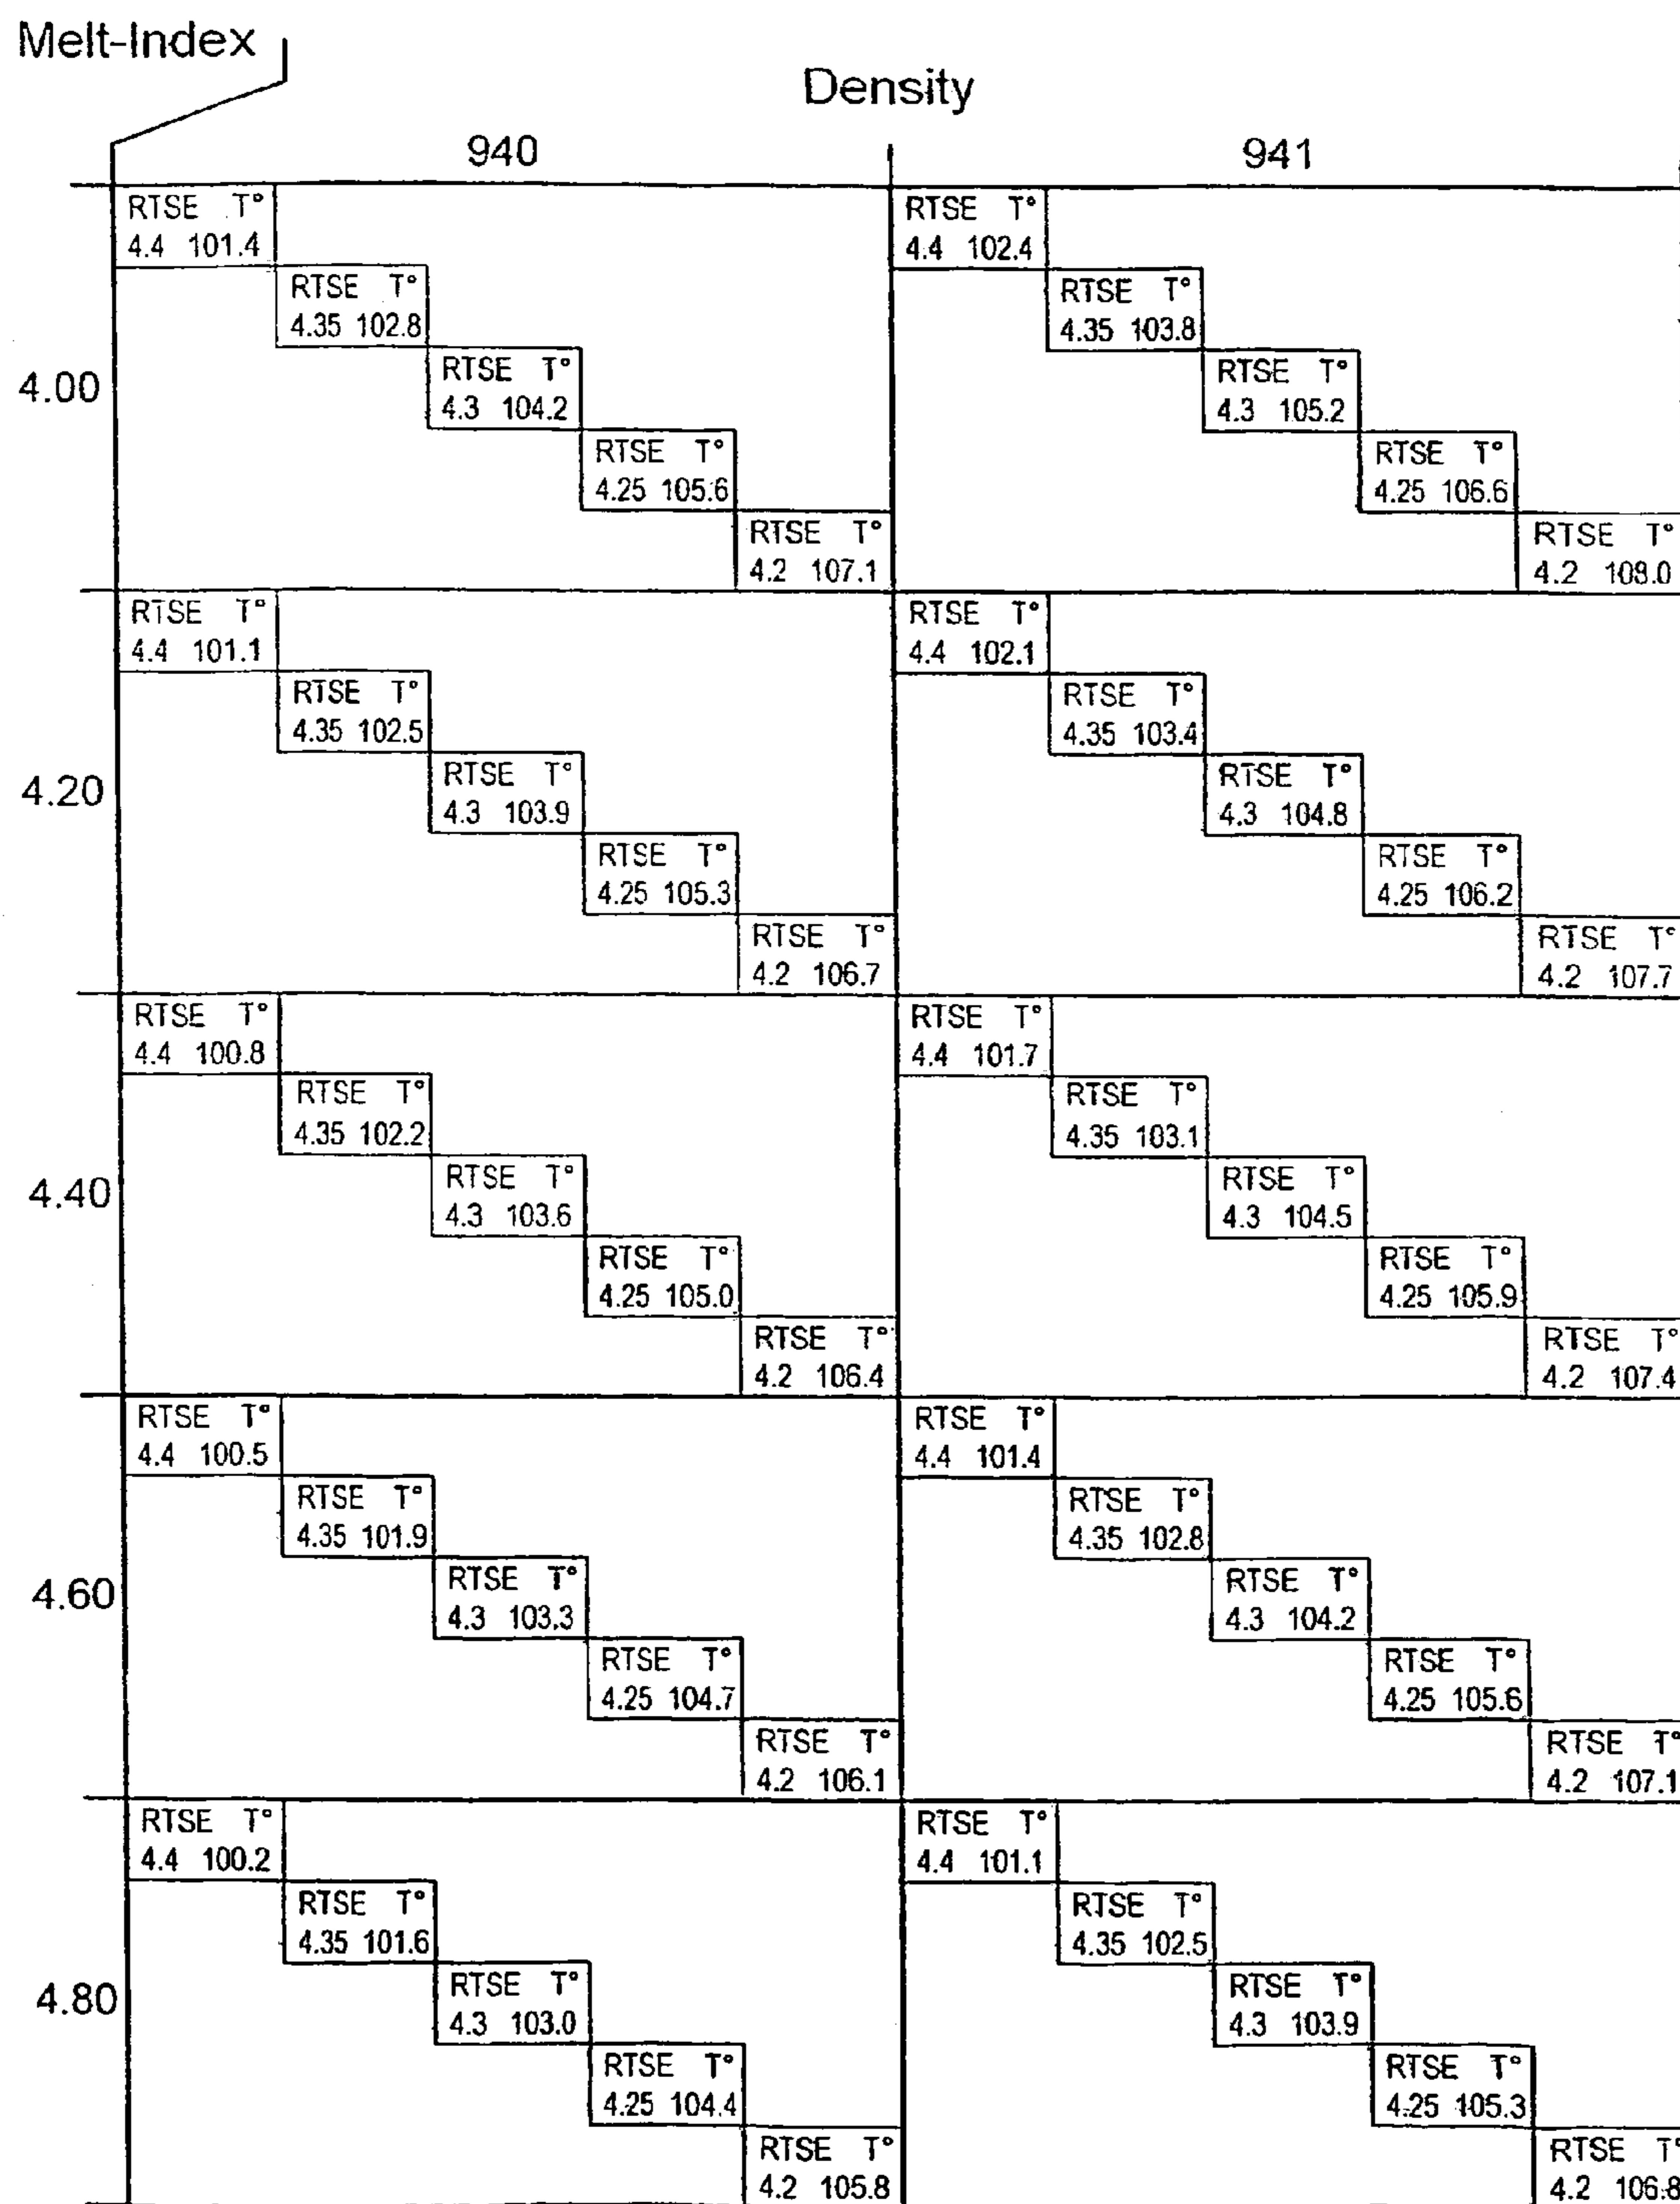 Melt-Index
Density
940
941
4.00
RTSE T°
4.4 101.4
RTSE T°
4.35 102.8
RTSE T°
4.3 104.2
RTSE T°
4.25 105.6
RTSE T°
4.2 107.1
RTSE T°
4.4 102.4
RTSE T°
4.35 103.8
RTSE T°
4.3 105.2
RTSE T°
4.25 106.6
RTSE T°
4.2 108.0
4.20
RTSE T°
4.4 101.1
RTSE T°
4.35 102.5
RTSE T°
4.3 103.9
RTSE T°
4.25 105.3
RTSE T°
4.2 106.7
RTSE T°
4.4 102.1
RTSE T°
4.35 103.4
RTSE T°
4.3 104.8
RTSE T°
4.25 106.2
RTSE T°
4.2 107.7
4.40
RTSE T°
4.4 100.8
RTSE T°
4.35 102.2
RTSE T°
4.3 103.6
RTSE T°
4.25 105.0
RTSE T°
4.2 106.4
RTSE T°
4.4 101.7
RTSE T°
4.35 103.1
RTSE T°
4.3 104.5
RTSE T°
4.25 105.9
RTSE T°
4.2 107.4
4.60
RTSE T°
4.4 100.5
RTSE T°
4.35 101.9
RTSE T°
4.3 103.3
RTSE T°
4.25 104.7
RTSE T°
4.2 106.1
RTSE T°
4.4 101.4
RTSE T°
4.35 102.8
RTSE T°
4.3 104.2
RTSE T°
4.25 105.6
RTSE T°
4.2 107.1
4.80
RTSE T°
4.4 100.2
RTSE T°
4.35 101.6
RTSE T°
4.3 103.0
RTSE T°
4.25 104.4
RTSE T°
4.2 105.8
RTSE T°
4.4 101.1
RTSE T°
4.35 102.5
RTSE T°
4.3 103.9
RTSE T°
4.25 105.3
RTSE T°
4.2 106.8